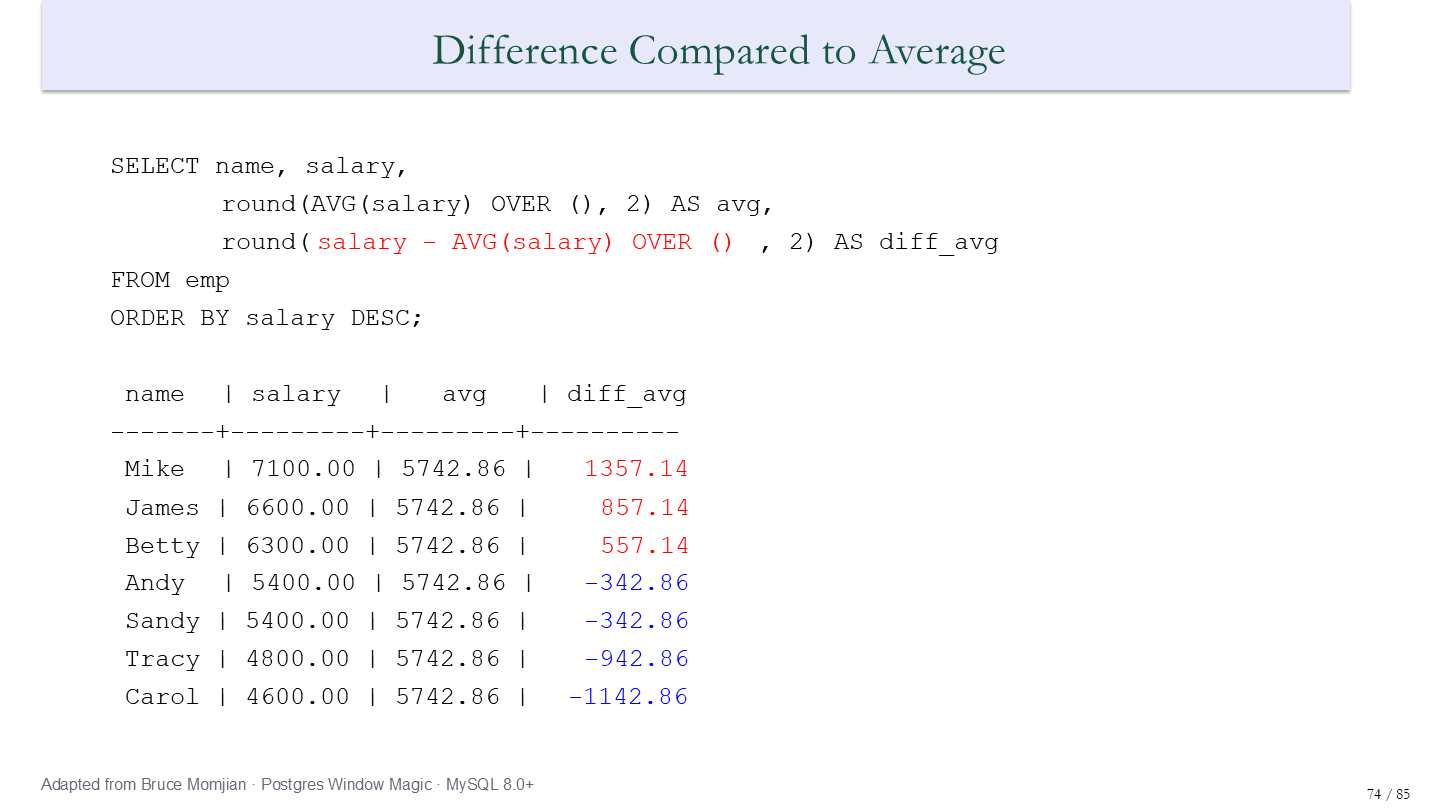 Difference Compared to Average
SELECT name, salary,
round(AVG(salary) OVER (), 2) AS avg,
round( salary - AVG(salary) OVER () , 2) AS diff_avg
FROM emp
ORDER BY salary DESC;
name | salary | avg | diff_avg
-------+---------+---------+----------
Mike | 7100.00 | 5742.86 | 1357.14
James | 6600.00 | 5742.86 | 857.14
Betty | 6300.00 | 5742.86 | 557.14
Andy | 5400.00 | 5742.86 | -342.86
Sandy | 5400.00 | 5742.86 | -342.86
Tracy | 4800.00 | 5742.86 | -942.86
Carol | 4600.00 | 5742.86 | -1142.86
Adapted from Bruce Momjian · Postgres Window Magic · MySQL 8.0+
74 / 85